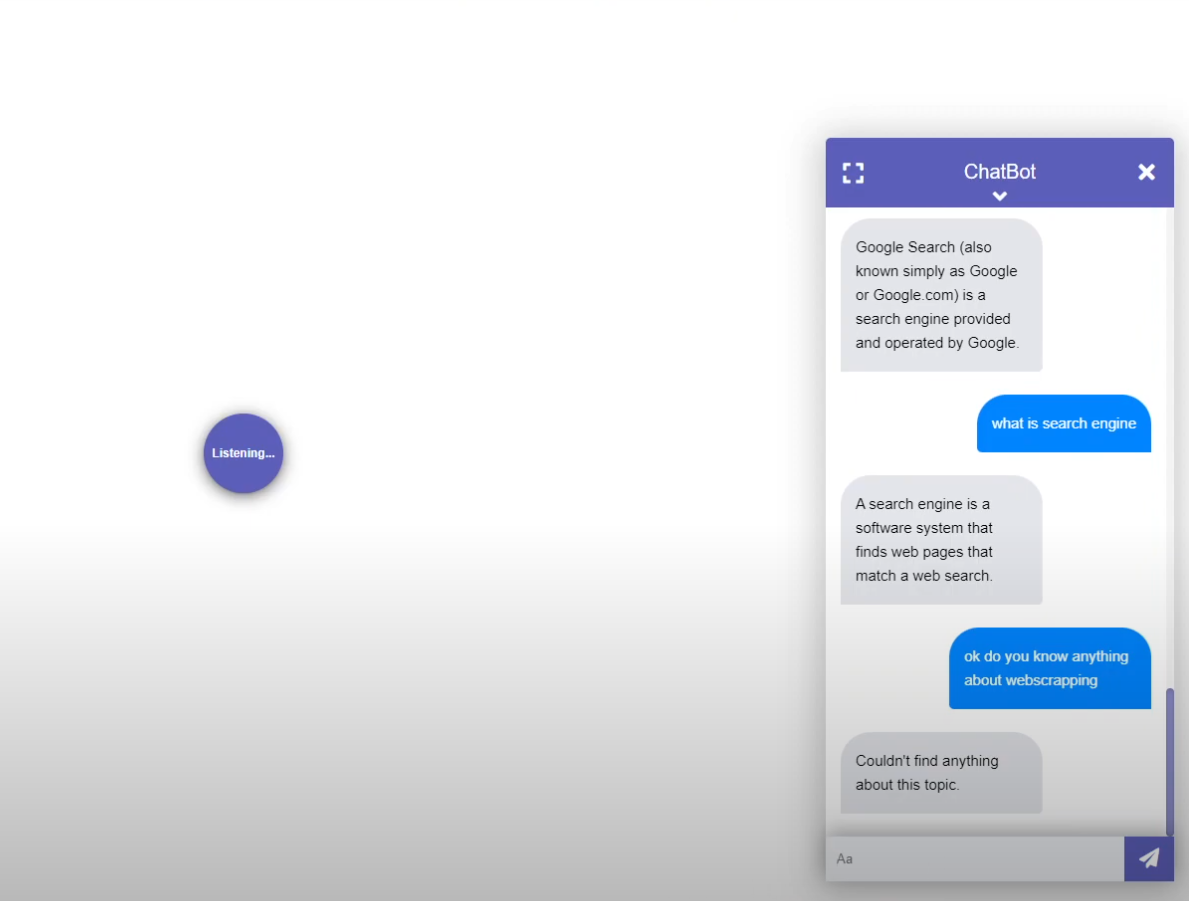 ChatBot
Google Search (also
known simply as Google
or Google.com) is a
search engine provided
and operated by Google.
what is search engine
Listening...
A search engine is a
software system that
finds web pages that
match a web search.
ok do you know anything
about webscrapping
Couldn't find anything
about this topic.
Aa